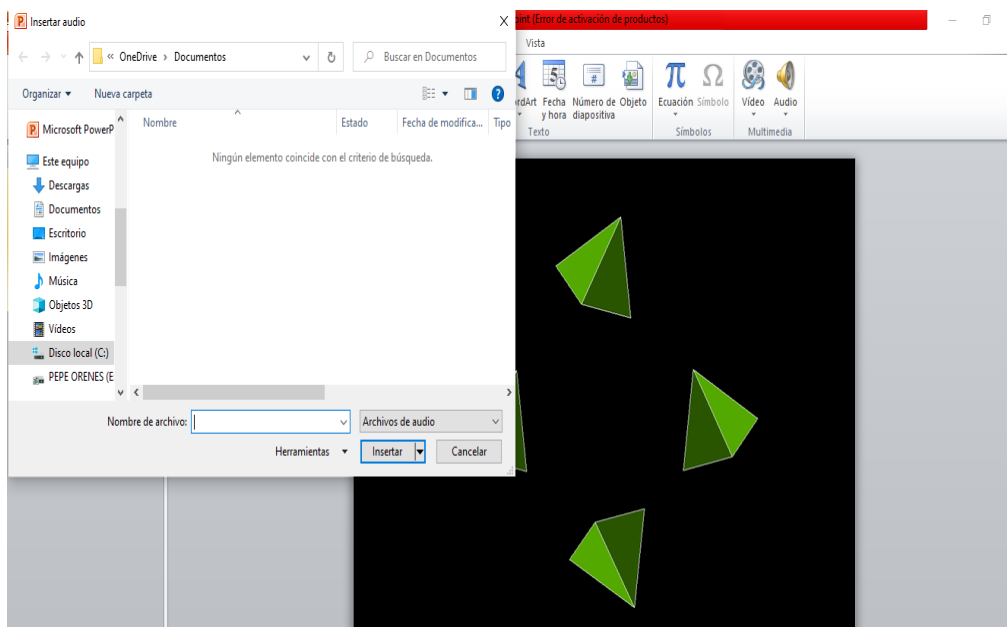 Insertar audio
X
int (Error de activación de productos)
Vista
« OneDrive › Documentos
Buscar en Documentos
Organizar
Nueva carpeta
Microsoft PowerP
Este equipo
Descargas
Documentos
Escritorio
Imágenes
Música
Objetos 3D
Vídeos
Disco local (C:)
PEPE ORENES (E
Nombre
Estado
Fecha de modifica...
Tipo
Ningún elemento coincide con el criterio de búsqueda.
Nombre de archivo:
Archivos de audio
Herramientas
Insertar
Cancelar
rdArt
Fecha
y hora
Número de
diapositiva
Objeto
Texto
π
Ecuación
Ω
Símbolo
Símbolos
Vídeo
Audio
Multimedia